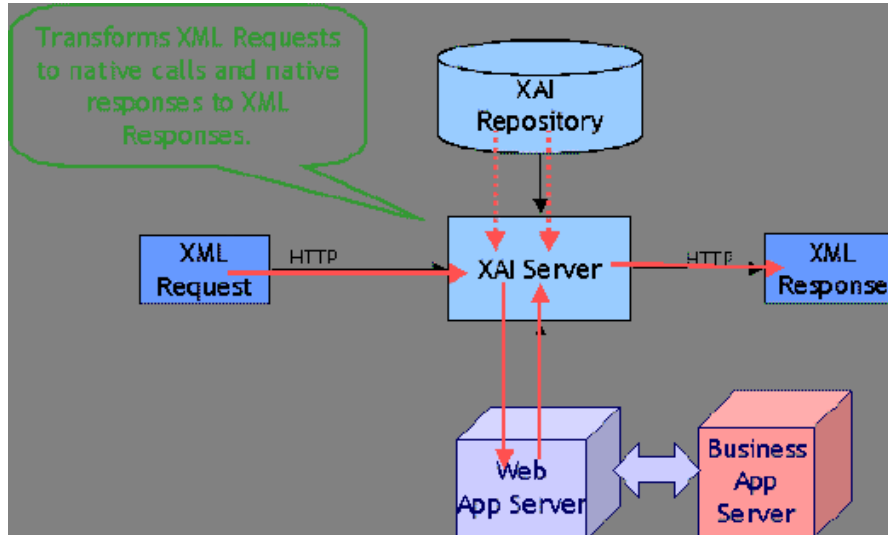 Transforms XML Requests
to native calls and native
responses to XML
Responses.
XAI
Repository
XML
Request
HTTP
XAI Server
HTTP
XML
Response
Web
App Server
Business
App
Server